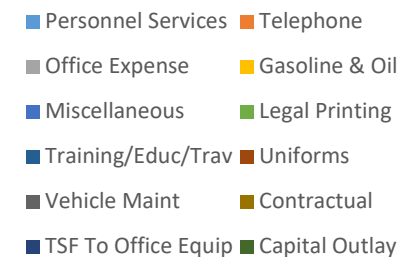 Personnel Services Telephone
Office Expense Gasoline & Oil
Miscellaneous Legal Printing
Training/Educ/Trav Uniforms
Vehicle Maint Contractual
TSF To Office Equip Capital Outlay